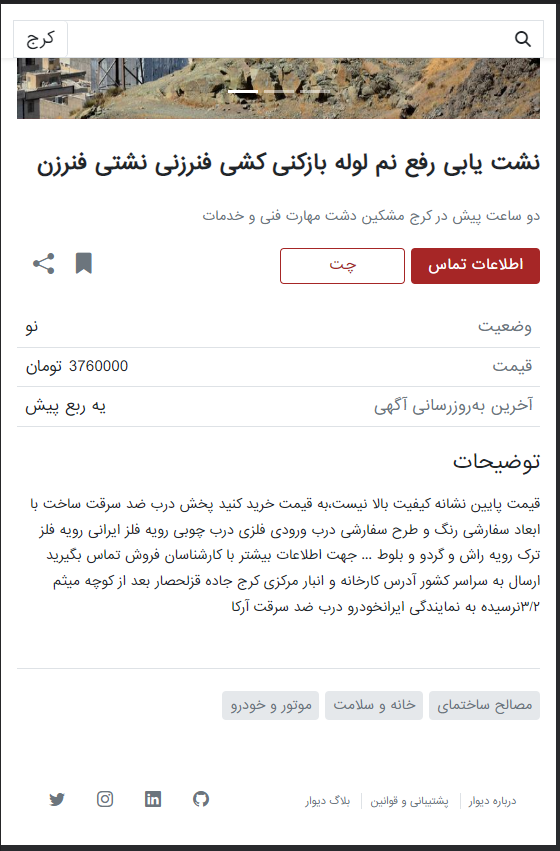 کرج
نشت یابی رفع نم لوله بازکنی کشی فنرزنی نشتی فنرزن
دو ساعت پیش در کرج مشکین دشت مهارت فنی و خدمات
اطلاعات تماس
چت
وضعیت نو
قیمت 3760000 تومان
آخرین به‌روزرسانی آگهی یه ربع پیش
توضیحات
قیمت پایین نشانه کیفیت بالا نیست،به قیمت خرید کنید پخش درب ضد سرقت ساخت با
ابعاد سفارشی رنگ و طرح سفارشی درب ورودی فلزی درب چوبی رویه فلز ایرانی رویه فلز
ترک رویه راش و گردو و بلوط ... جهت اطلاعات بیشتر با کارشناسان فروش تماس بگیرید
ارسال به سراسر کشور آدرس کارخانه و انبار مرکزی کرج جاده قزلحصار بعد از کوچه میثم
۳/۲نرسیده به نمایندگی ایرانخودرو درب ضد سرقت آرکا
مصالح ساختمای
خانه و سلامت
موتور و خودرو
درباره دیوار
پشتیبانی و قوانین
بلاگ دیوار